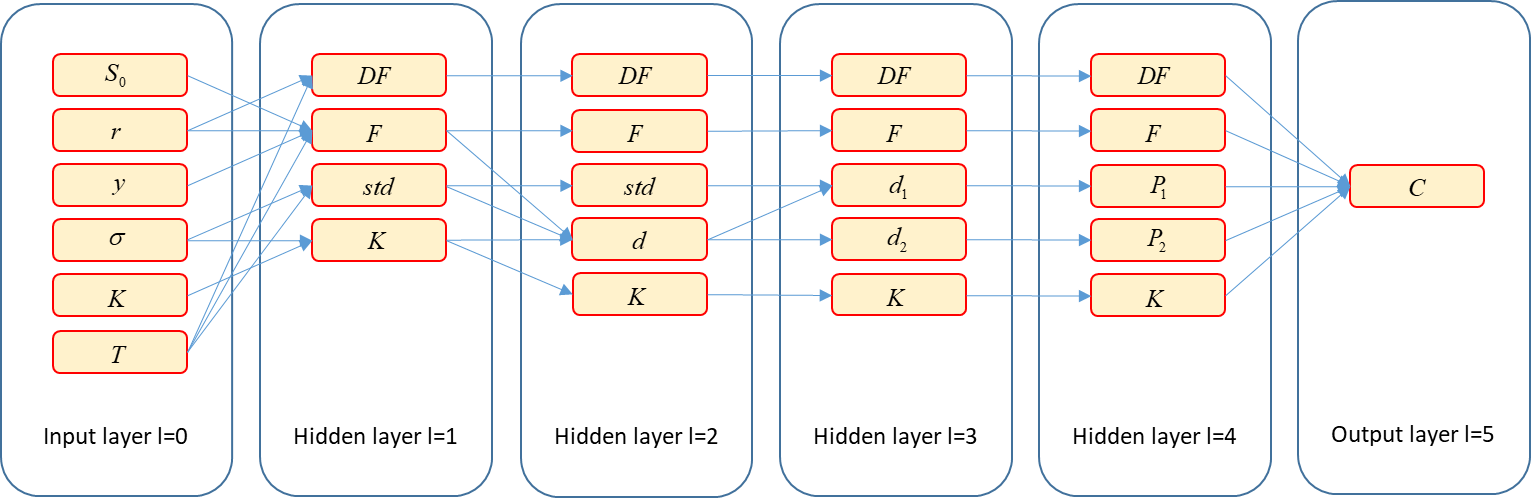 S₀
r
y
σ
K
T
Input layer l=0
DF
F
std
K
Hidden layer l=1
DF
F
std
d
K
Hidden layer l=2
DF
F
d₁
d₂
K
Hidden layer l=3
DF
F
P₁
P₂
K
Hidden layer l=4
C
Output layer l=5